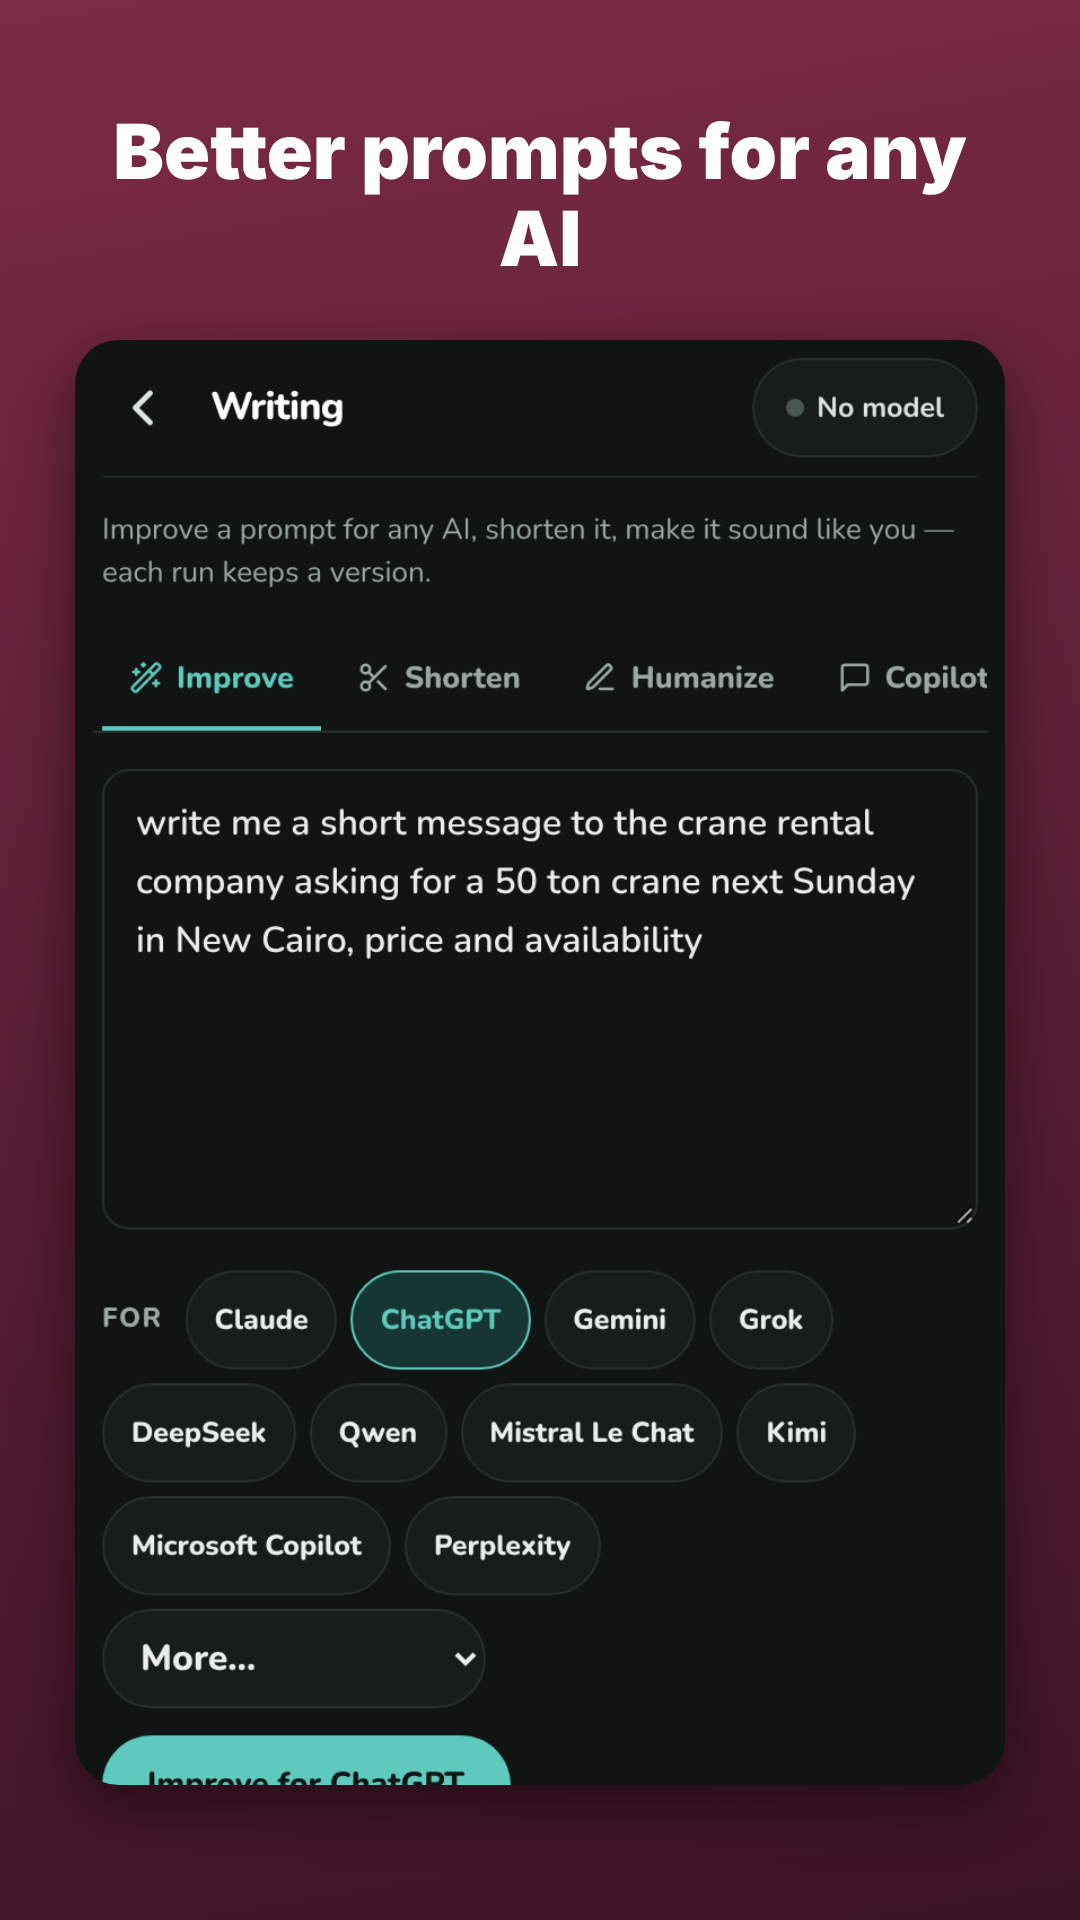 Better prompts for any
AI
Writing
No model
Improve a prompt for any AI, shorten it, make it sound like you —
each run keeps a version.
Improve
Shorten
Humanize
Copilot
write me a short message to the crane rental
company asking for a 50 ton crane next Sunday
in New Cairo, price and availability
FOR
Claude
ChatGPT
Gemini
Grok
DeepSeek
Qwen
Mistral Le Chat
Kimi
Microsoft Copilot
Perplexity
More...
Improve for ChatGPT